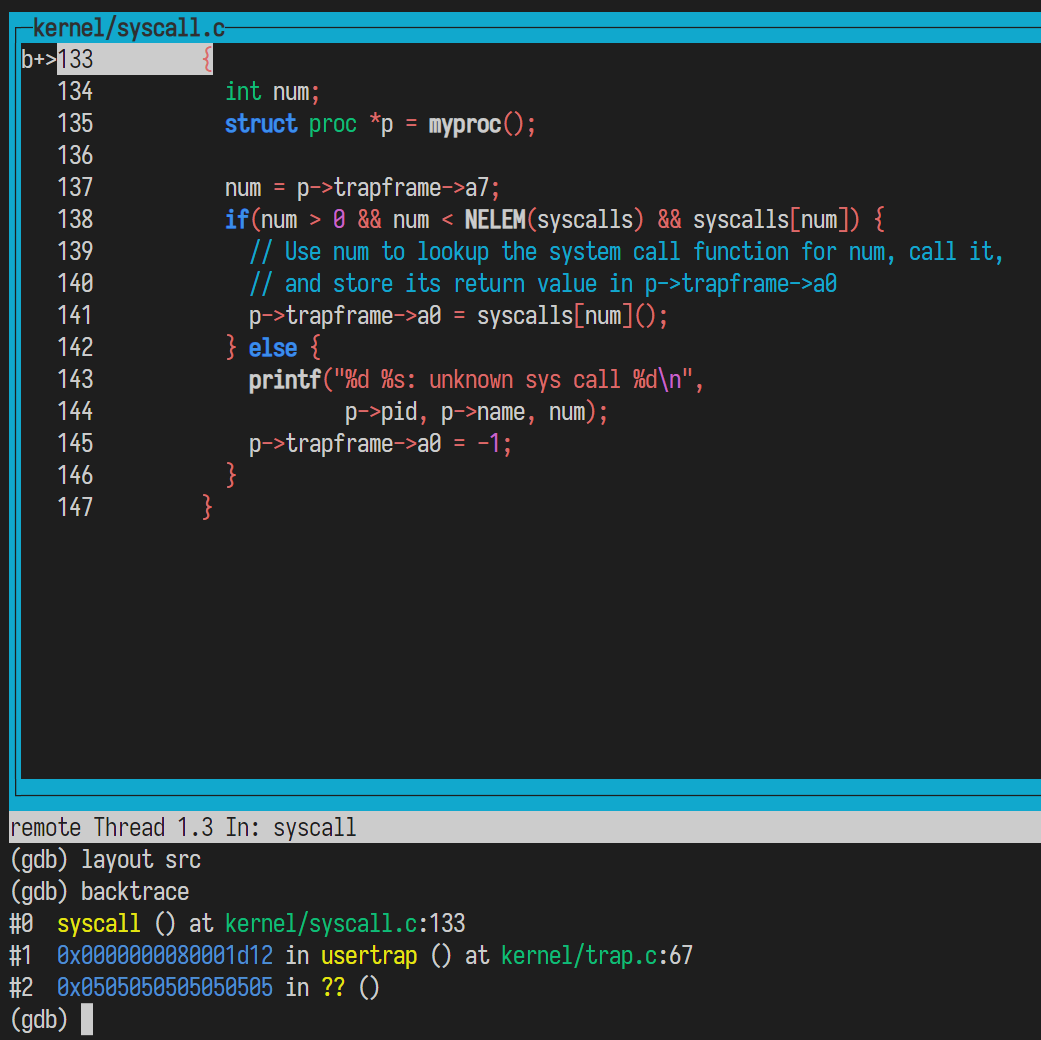 kernel/syscall.c
b+>133         {
134           int num;
135           struct proc *p = myproc();
136
137           num = p->trapframe->a7;
138           if(num > 0 && num < NELEM(syscalls) && syscalls[num]) {
139             // Use num to lookup the system call function for num, call it,
140             // and store its return value in p->trapframe->a0
141             p->trapframe->a0 = syscalls[num]();
142           } else {
143             printf("%d %s: unknown sys call %d\n",
144                     p->pid, p->name, num);
145             p->trapframe->a0 = -1;
146           }
147         }
remote Thread 1.3 In: syscall
(gdb) layout src
(gdb) backtrace
#0  syscall () at kernel/syscall.c:133
#1  0x0000000080001d12 in usertrap () at kernel/trap.c:67
#2  0x0505050505050505 in ?? ()
(gdb)